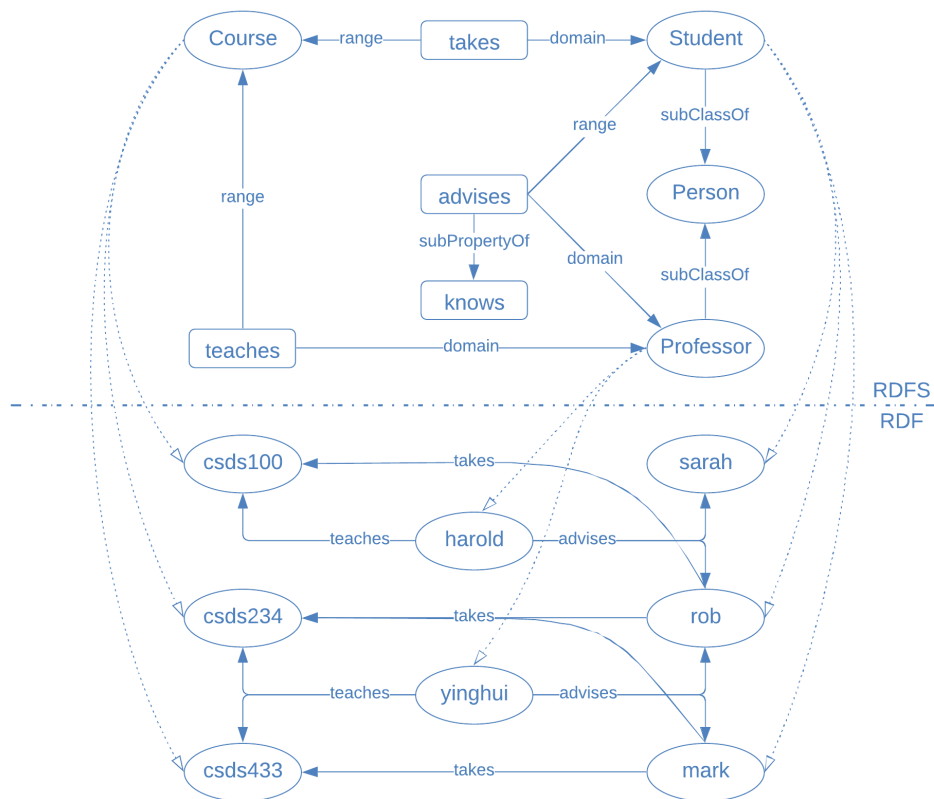 Course
range
takes
domain
Student
range
subClassOf
range
advises
Person
subPropertyOf
domain
subClassOf
knows
teaches
domain
Professor
RDFS
RDF
csds100
takes
sarah
teaches
harold
advises
csds234
takes
rob
teaches
yinghui
advises
csds433
takes
mark